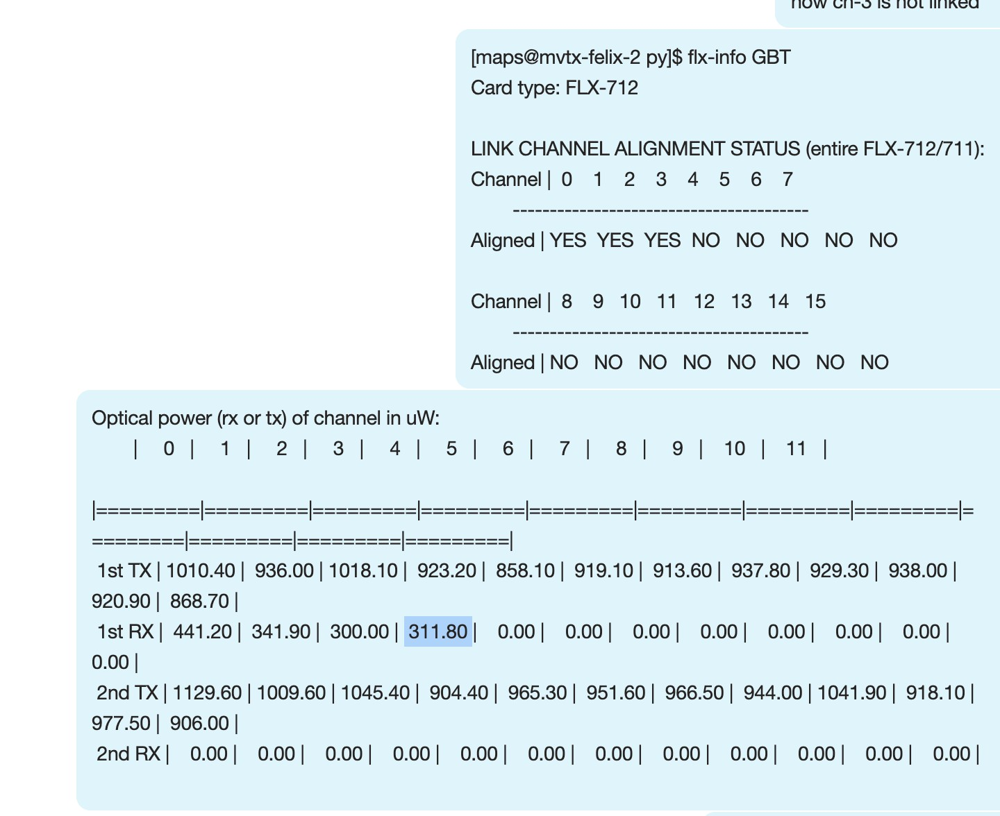 now ch-3 is not linked
[maps@mvtx-felix-2 py]$ flx-info GBT
Card type: FLX-712
LINK CHANNEL ALIGNMENT STATUS (entire FLX-712/711):
Channel | 0 1 2 3 4 5 6 7
----------------------------------------
Aligned | YES YES YES NO NO NO NO NO
Channel | 8 9 10 11 12 13 14 15
----------------------------------------
Aligned | NO NO NO NO NO NO NO NO
Optical power (rx or tx) of channel in uW:
| 0 | 1 | 2 | 3 | 4 | 5 | 6 | 7 | 8 | 9 | 10 | 11 |
|=========|=========|=========|=========|=========|=========|=========|=========|=
========|=========|=========|=========|
1st TX | 1010.40 | 936.00 | 1018.10 | 923.20 | 858.10 | 919.10 | 913.60 | 937.80 | 929.30 | 938.00 |
920.90 | 868.70 |
1st RX | 441.20 | 341.90 | 300.00 | 311.80 | 0.00 | 0.00 | 0.00 | 0.00 | 0.00 | 0.00 | 0.00 |
0.00 |
2nd TX | 1129.60 | 1009.60 | 1045.40 | 904.40 | 965.30 | 951.60 | 966.50 | 944.00 | 1041.90 | 918.10 |
977.50 | 906.00 |
2nd RX | 0.00 | 0.00 | 0.00 | 0.00 | 0.00 | 0.00 | 0.00 | 0.00 | 0.00 | 0.00 | 0.00 | 0.00 |